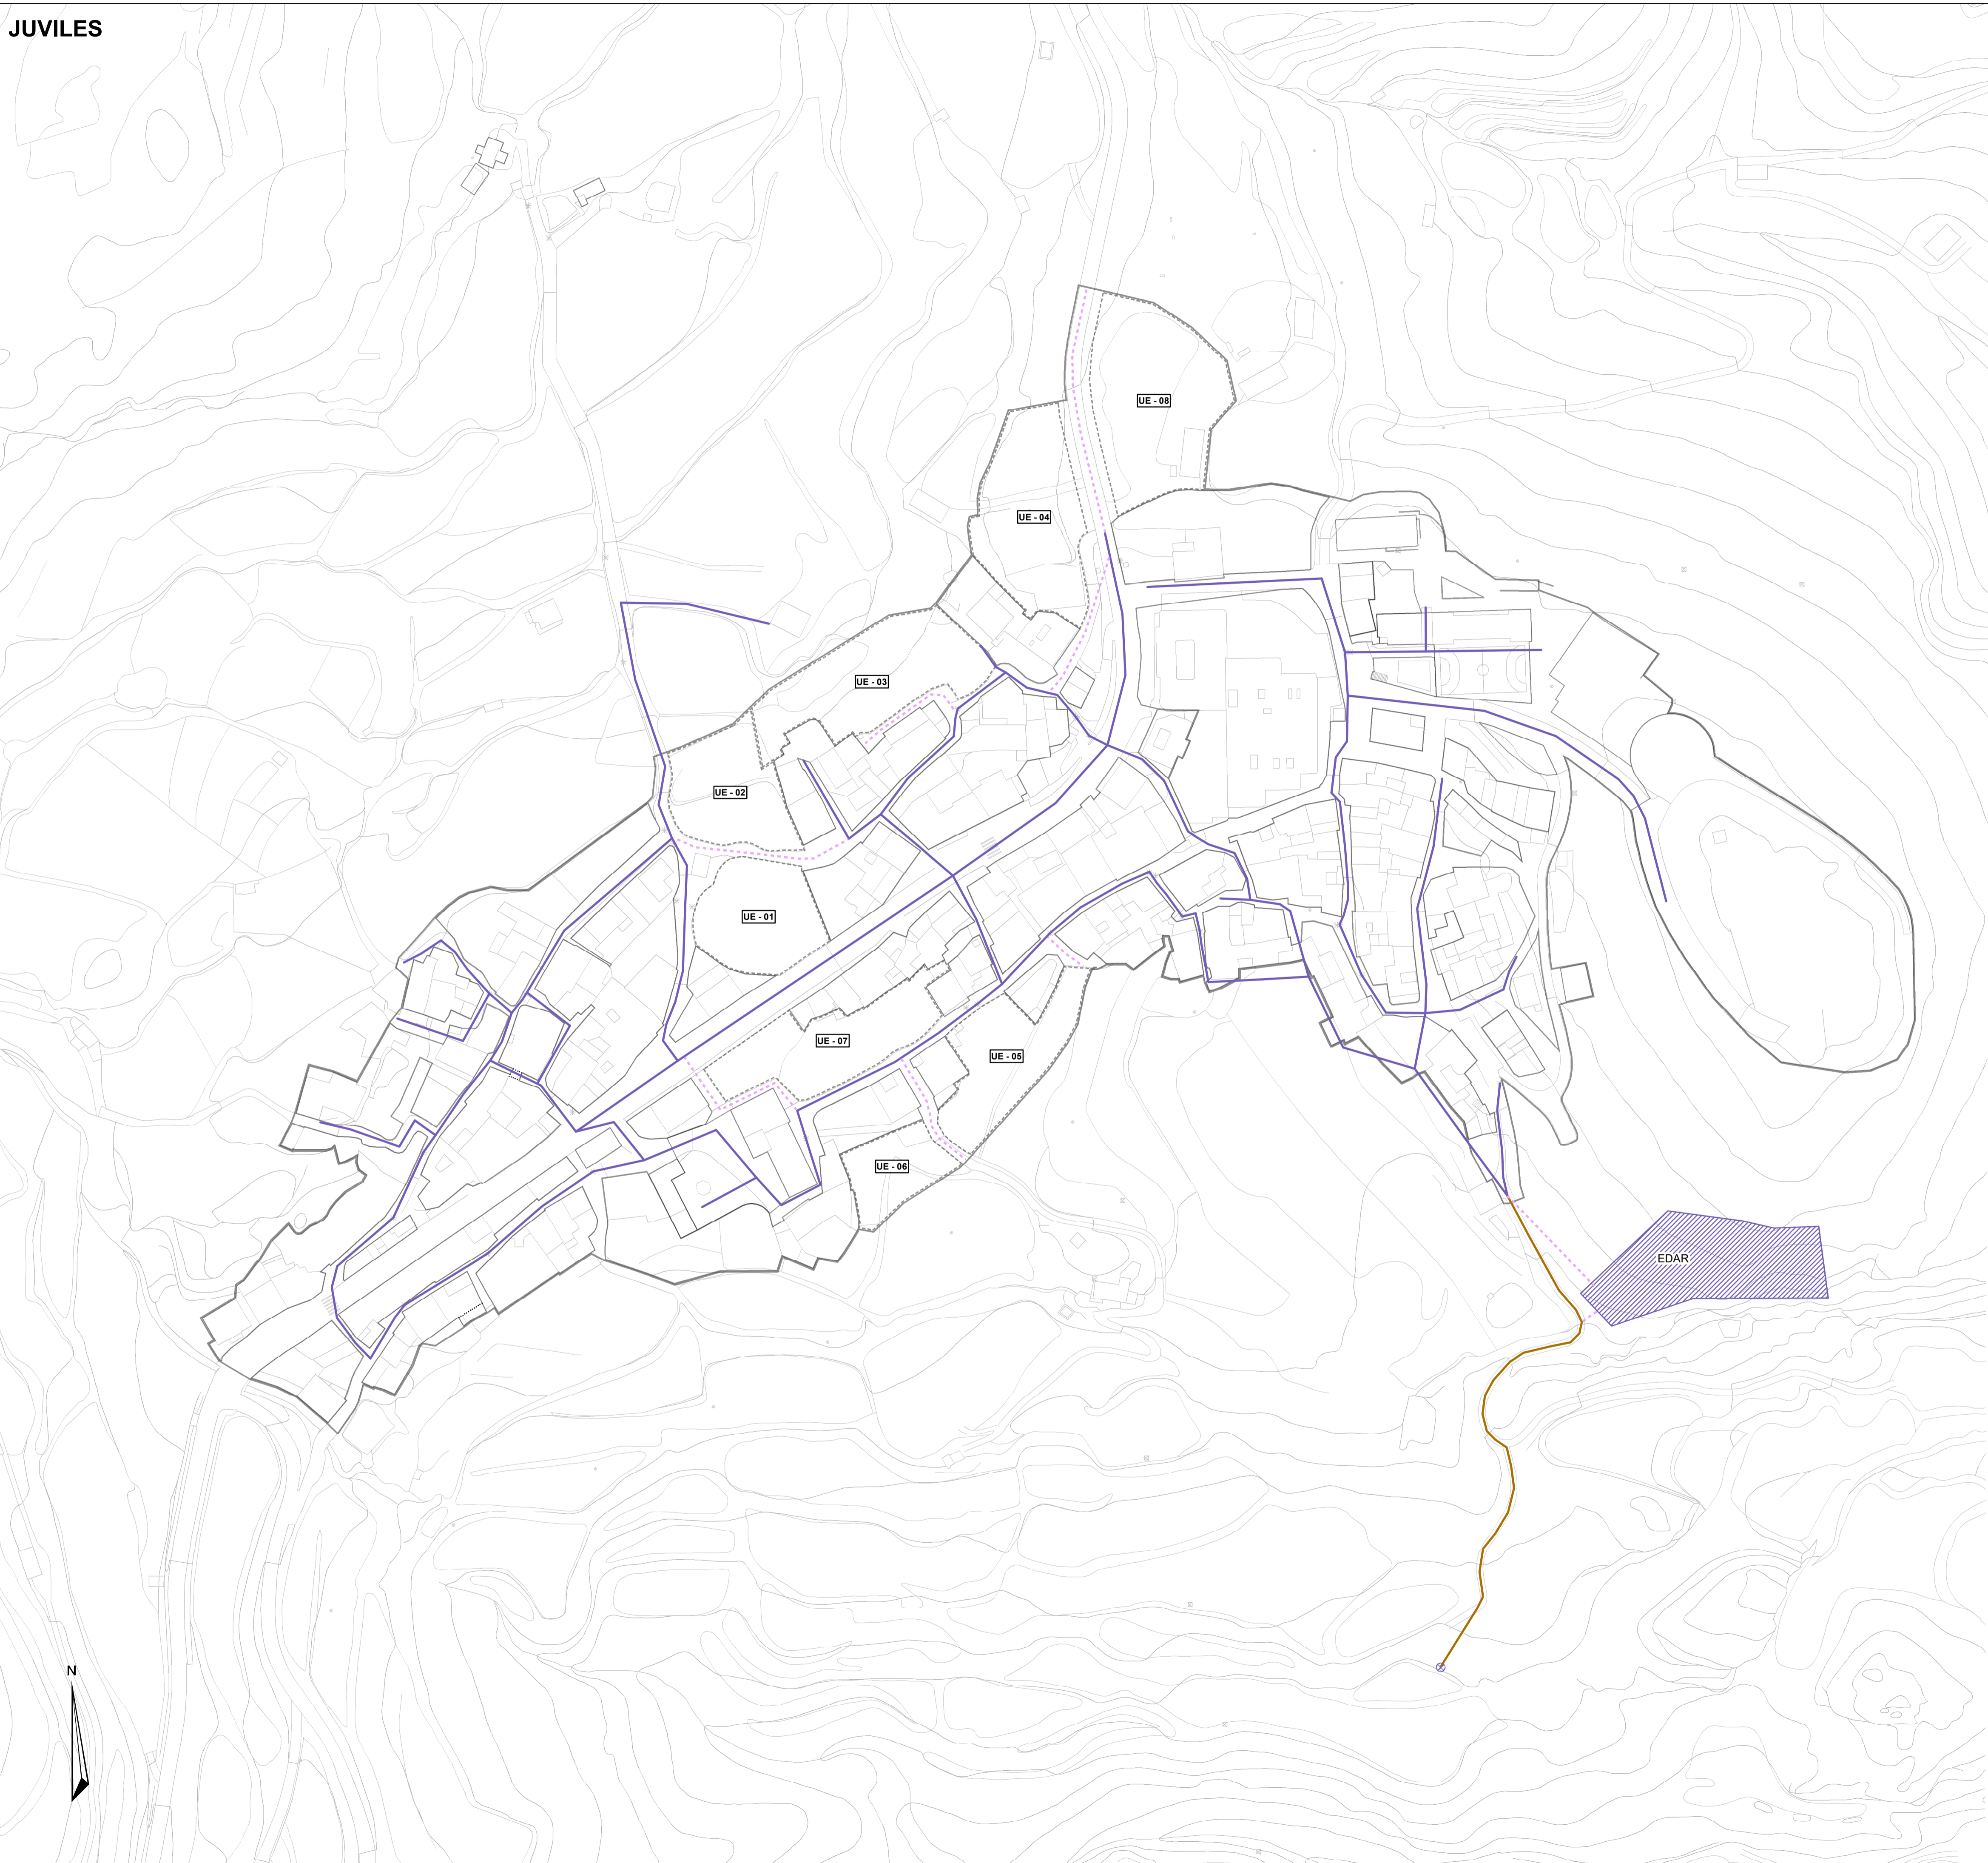 JUVILES
UE - 08
UE - 04
UE - 03
UE - 02
UE - 01
UE - 07
UE - 05
UE - 06
EDAR
N